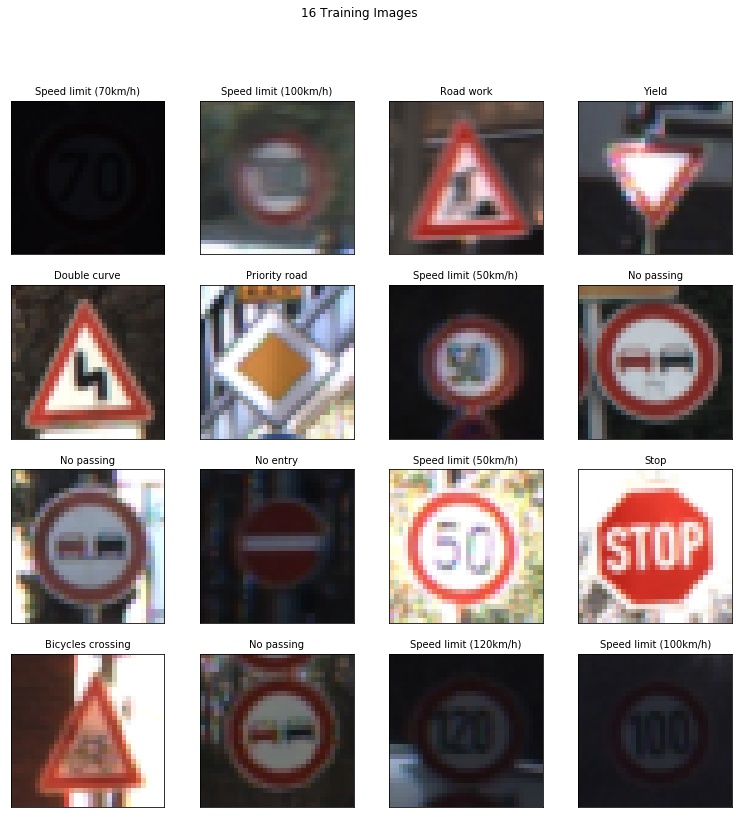 16 Training Images
Speed limit (70km/h)
Speed limit (100km/h)
Road work
Yield
70
Double curve
Priority road
Speed limit (50km/h)
No passing
No passing
No entry
Speed limit (50km/h)
Stop
50
STOP
Bicycles crossing
No passing
Speed limit (120km/h)
Speed limit (100km/h)
120
100